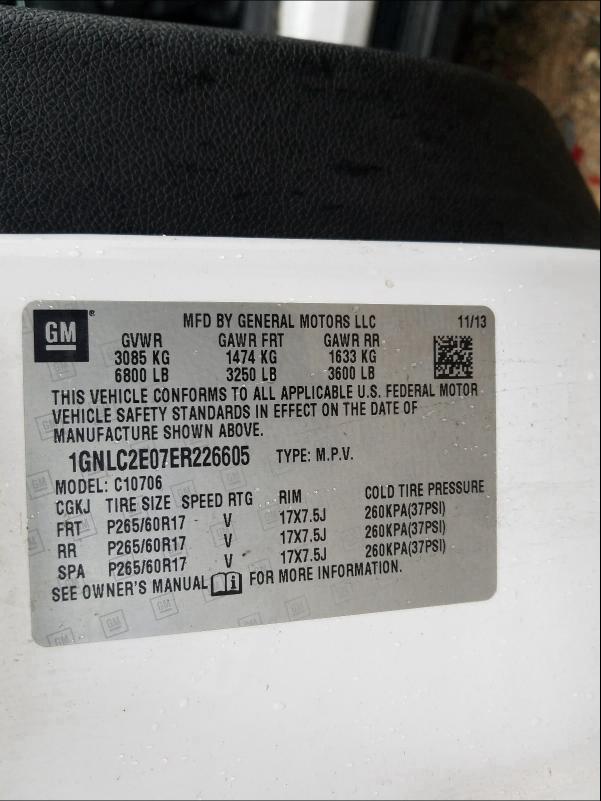 GM ® MFD BY GENERAL MOTORS LLC 11/13
GVWR GAWR FRT GAWR RR
3085 KG 1474 KG 1633 KG
6800 LB 3250 LB 3600 LB
THIS VEHICLE CONFORMS TO ALL APPLICABLE U.S. FEDERAL MOTOR
VEHICLE SAFETY STANDARDS IN EFFECT ON THE DATE OF
MANUFACTURE SHOWN ABOVE.
1GNLC2E07ER226605 TYPE: M.P.V.
MODEL: C10706
CGKJ TIRE SIZE SPEED RTG RIM COLD TIRE PRESSURE
FRT P265/60R17 V 17X7.5J 260KPA(37PSI)
RR P265/60R17 V 17X7.5J 260KPA(37PSI)
SPA P265/60R17 V 17X7.5J 260KPA(37PSI)
SEE OWNER'S MANUAL FOR MORE INFORMATION.